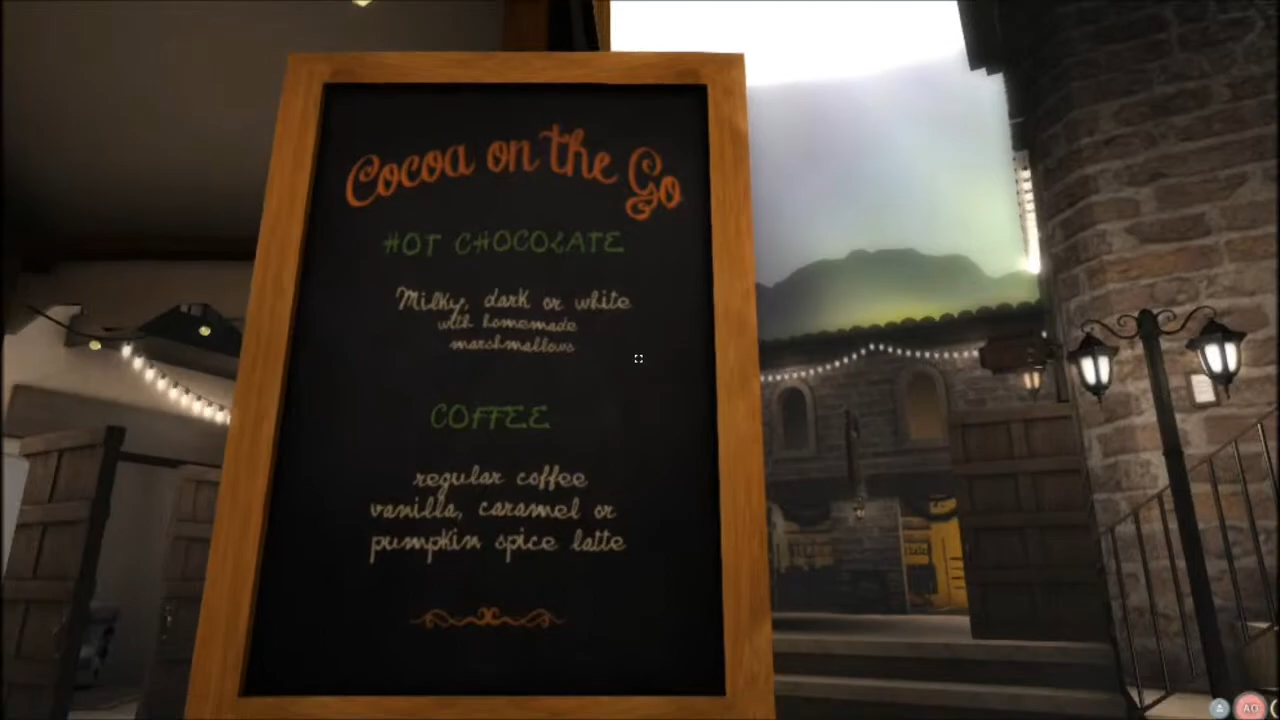 Cocoa on the Go
HOT CHOCOLATE
Milky, dark or white
with homemade
marshmallows
COFFEE
regular coffee
vanilla, caramel or
pumpkin spice latte
AO